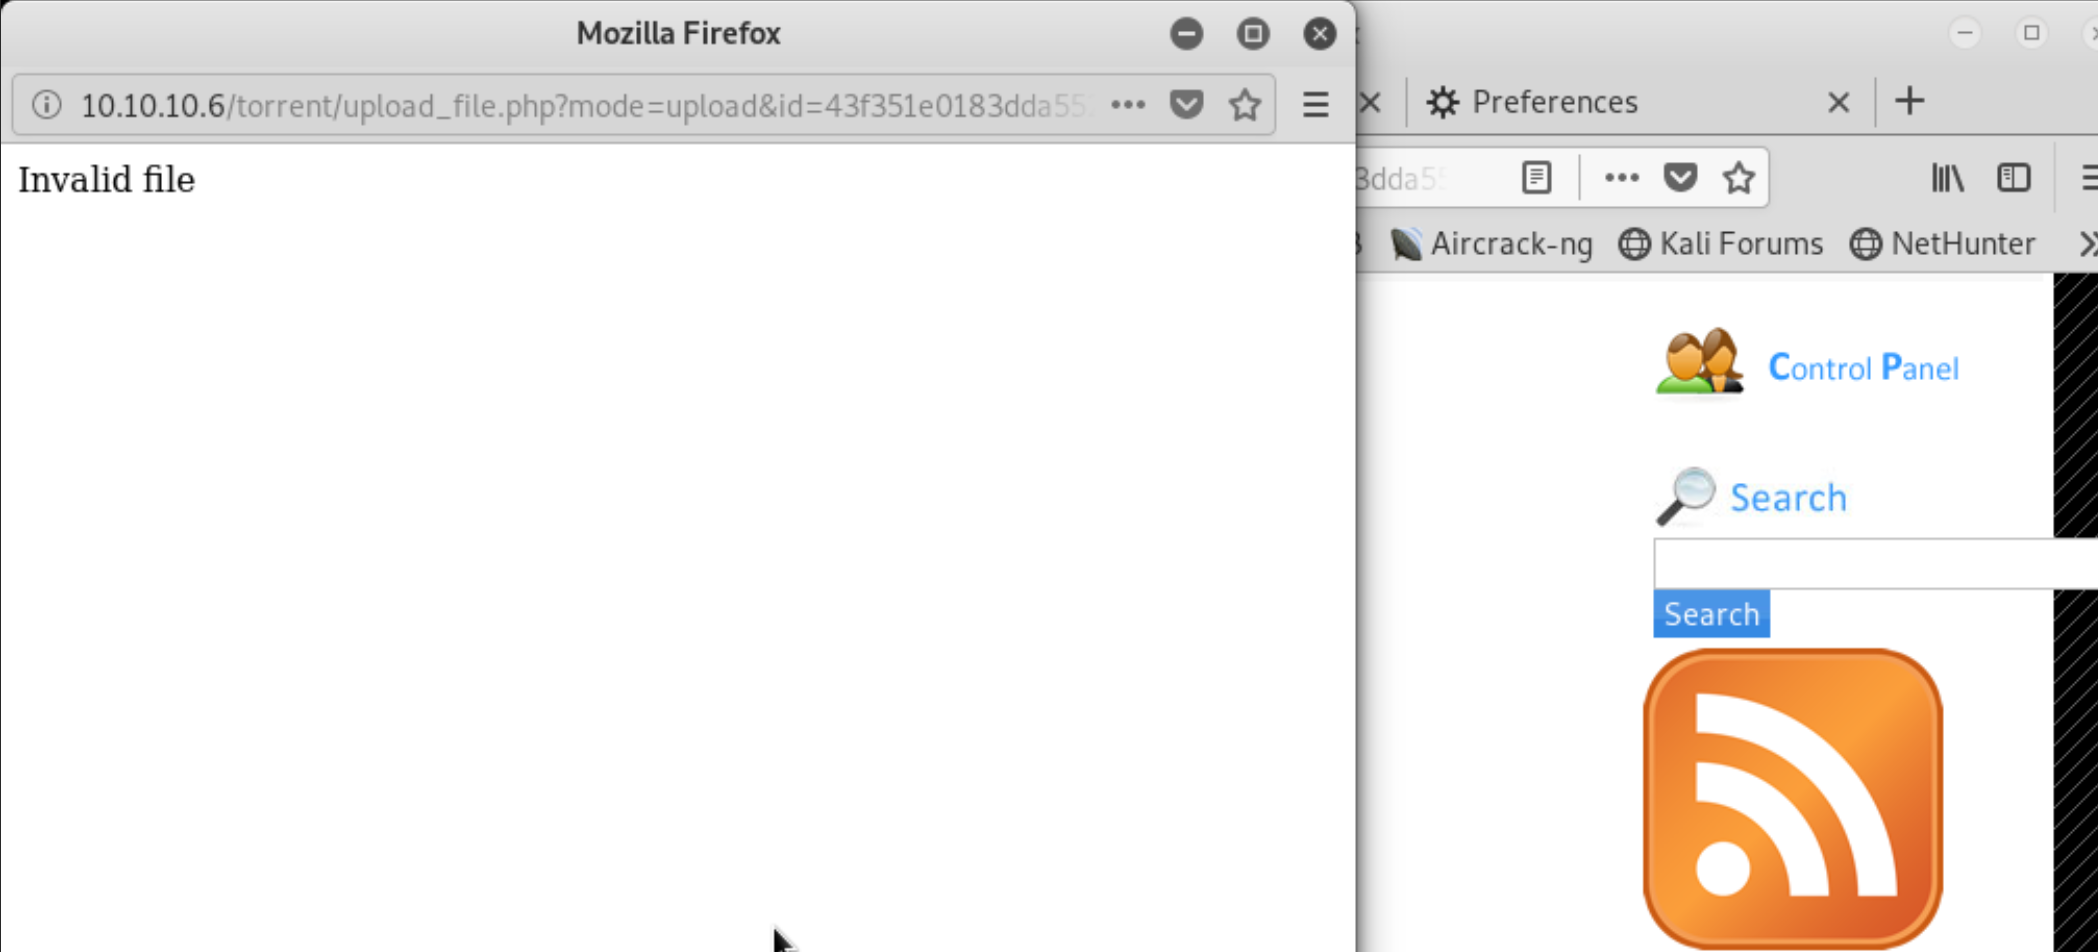 Mozilla Firefox
10.10.10.6/torrent/upload_file.php?mode=upload&id=43f351e0183dda55
Invalid file
Preferences
3dda5
Aircrack-ng Kali Forums NetHunter
Control Panel
Search
Search